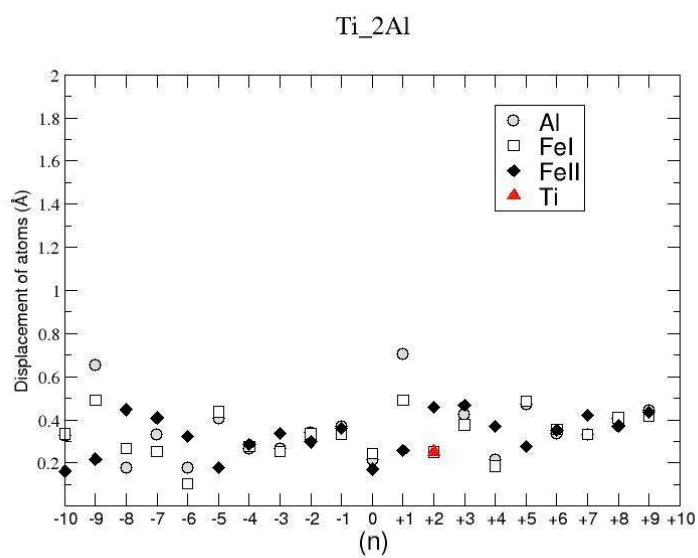 Ti_2Al
2
1.8
1.6
1.4
1.2
1
0.8
0.6
0.4
0.2
Displacement of atoms (Å)
Al
FeI
FeII
Ti
-10 -9 -8 -7 -6 -5 -4 -3 -2 -1 0 +1 +2 +3 +4 +5 +6 +7 +8 +9 +10
(n)